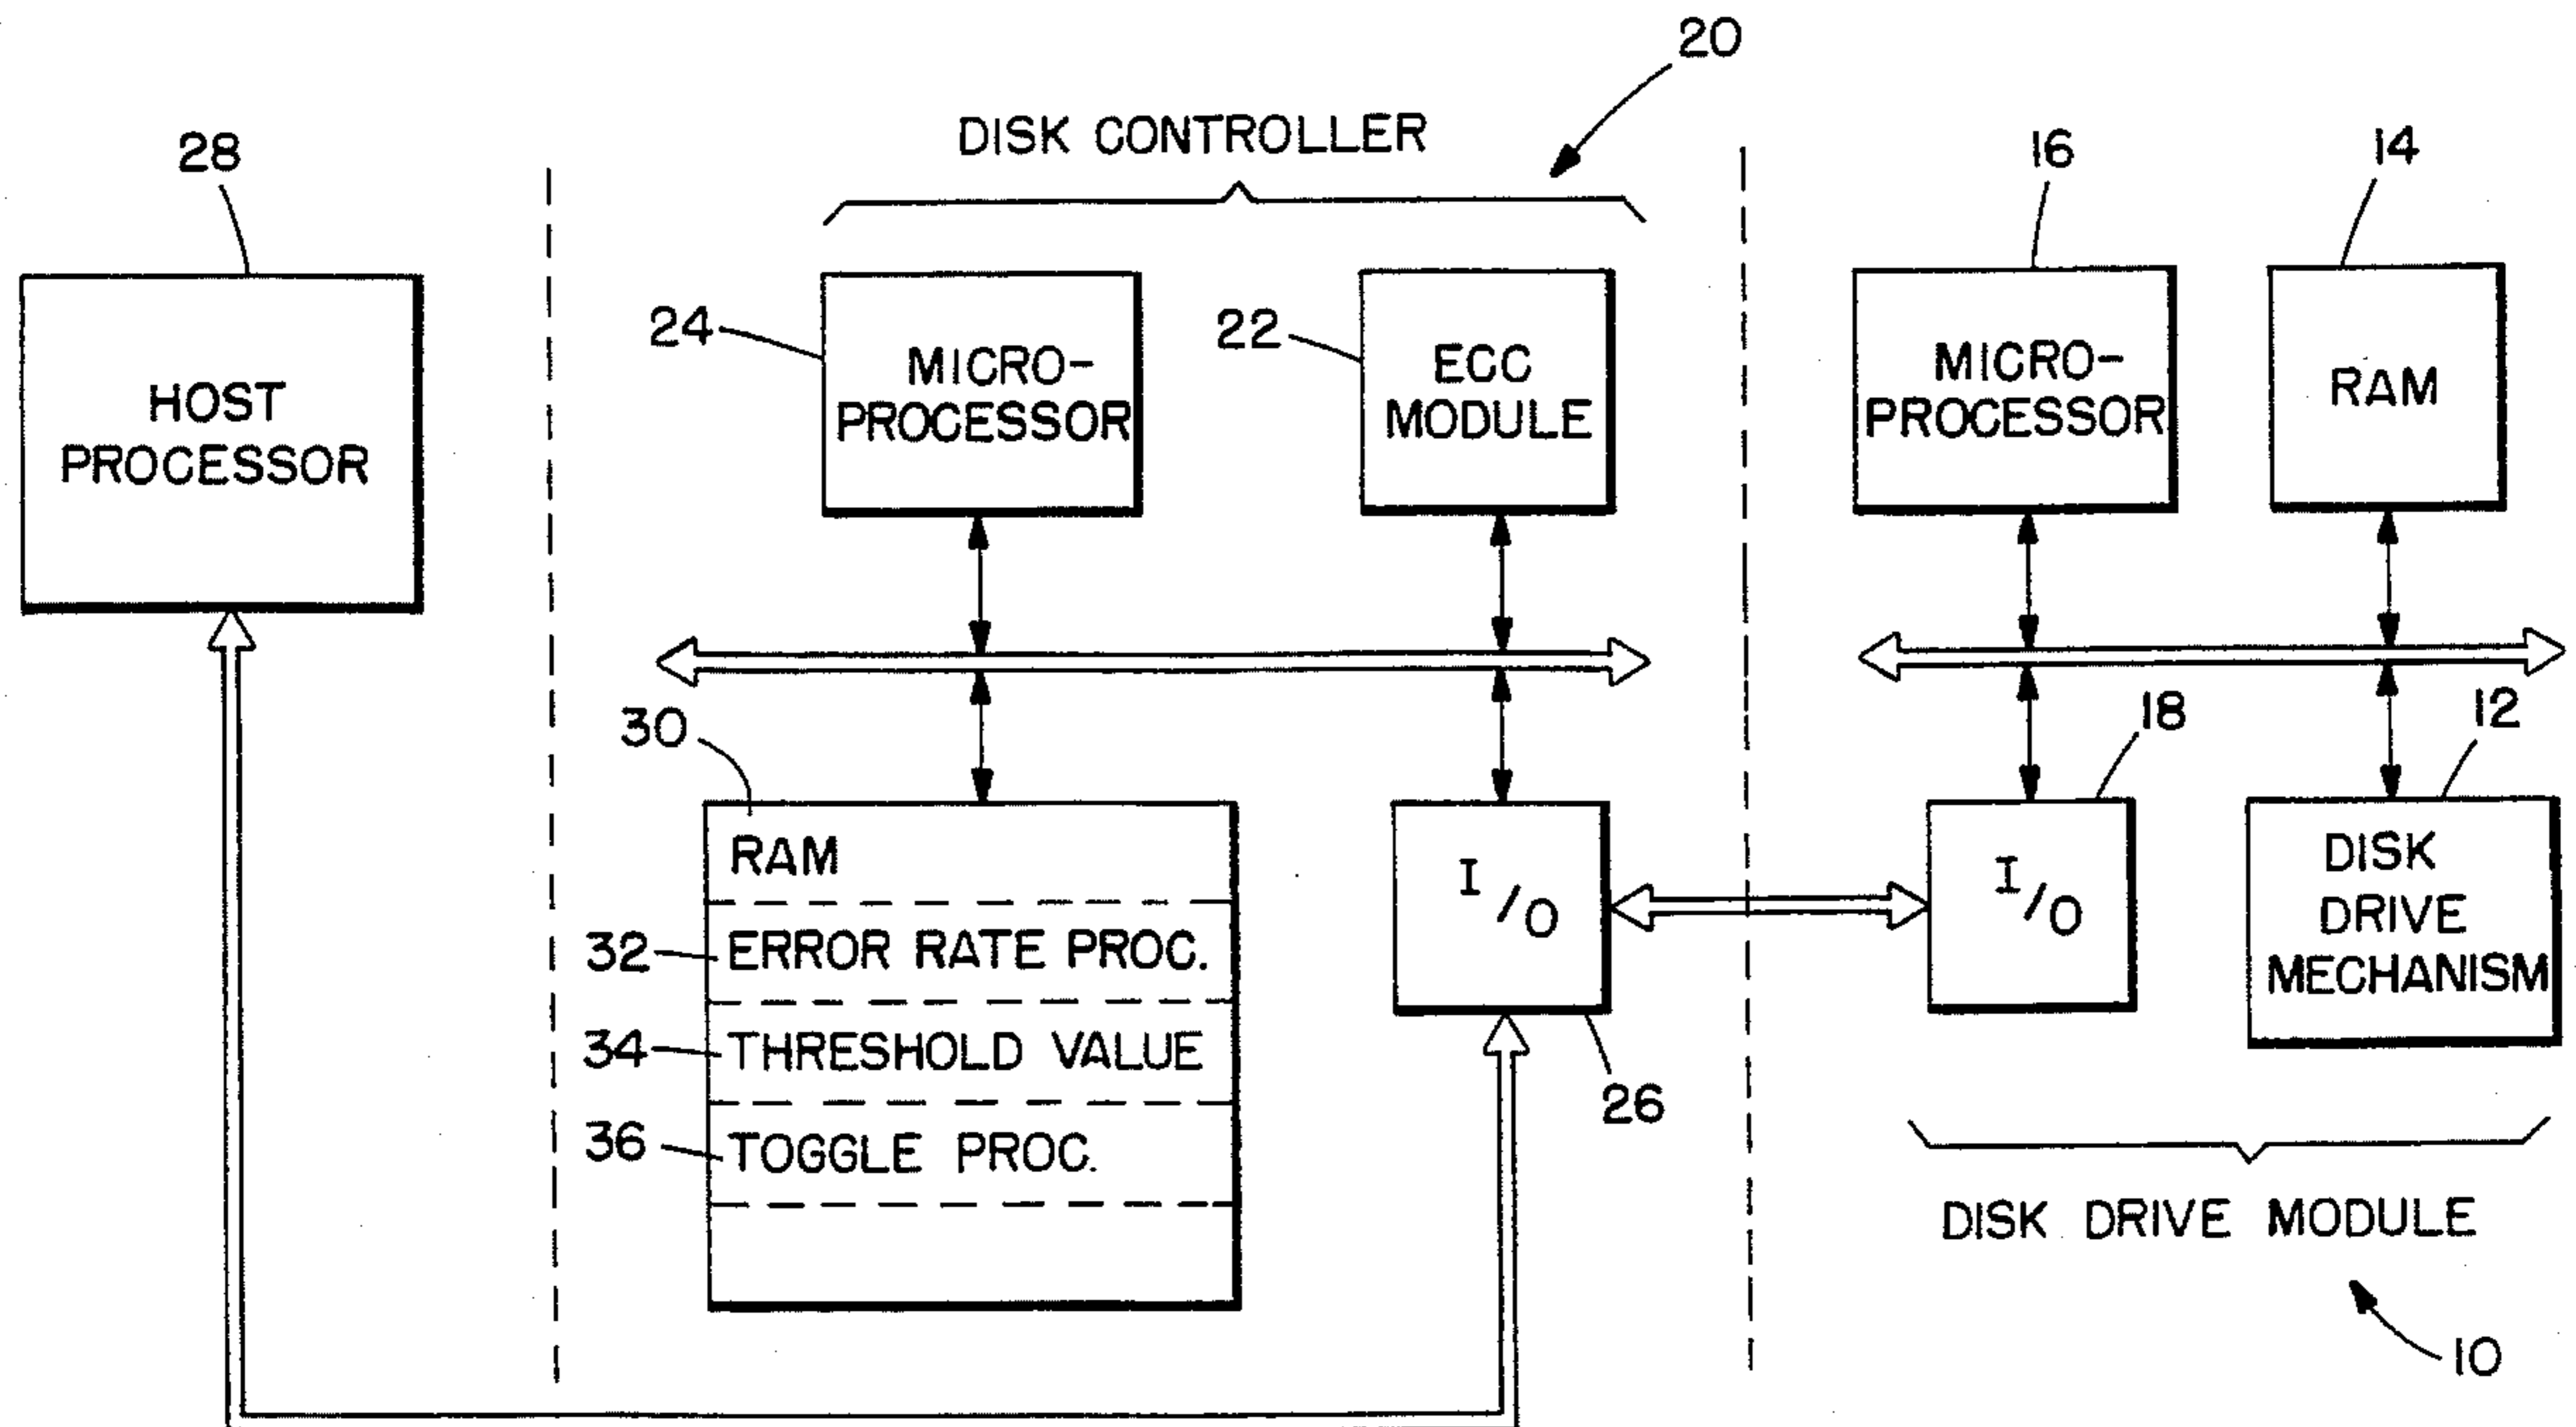 20
DISK CONTROLLER
28
16
14
24
22
HOST
PROCESSOR
MICRO-
PROCESSOR
ECC
MODULE
MICRO-
PROCESSOR
RAM
30
18
12
RAM
32
ERROR RATE PROC.
34
THRESHOLD VALUE
36
TOGGLE PROC.
I/O
26
I/O
DISK
DRIVE
MECHANISM
DISK DRIVE MODULE
10